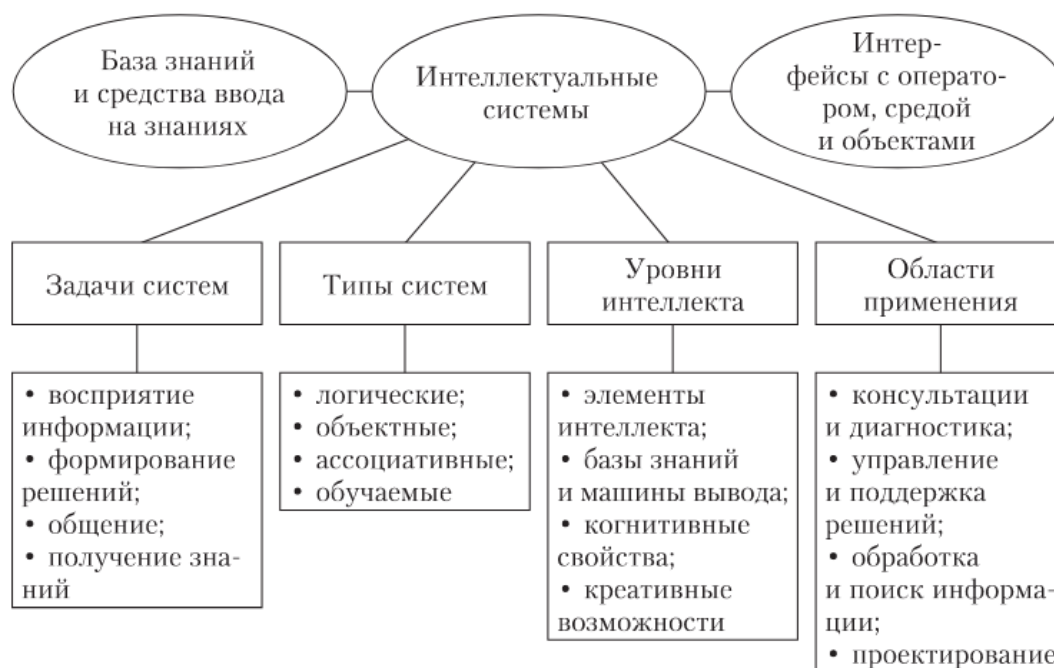 База знаний
и средства ввода
на знаниях
Интеллектуальные
системы
Интер-
фейсы с операто-
ром, средой
и объектами
Задачи систем
Типы систем
Уровни
интеллекта
Области
применения
• восприятие
информации;
• формирование
решений;
• общение;
• получение зна-
ний
• логические;
• объектные;
• ассоциативные;
• обучаемые
• элементы
интеллекта;
• базы знаний
и машины вывода;
• когнитивные
свойства;
• креативные
возможности
• консультации
и диагностика;
• управление
и поддержка
решений;
• обработка
и поиск информа-
ции;
• проектирование